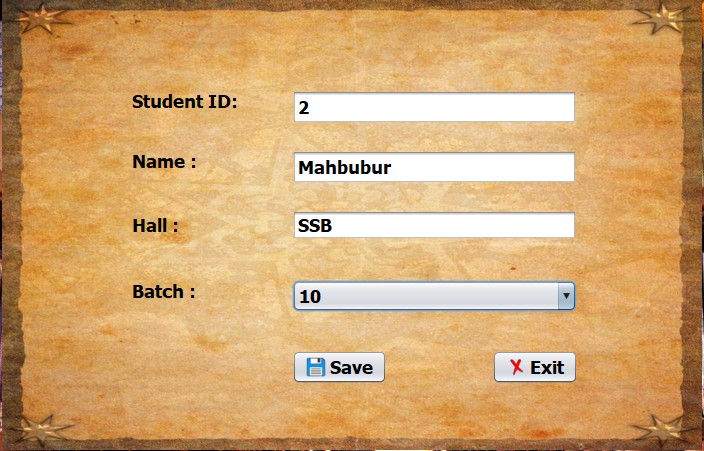 Student ID: 2
Name : Mahbubur
Hall : SSB
Batch : 10
Save Exit